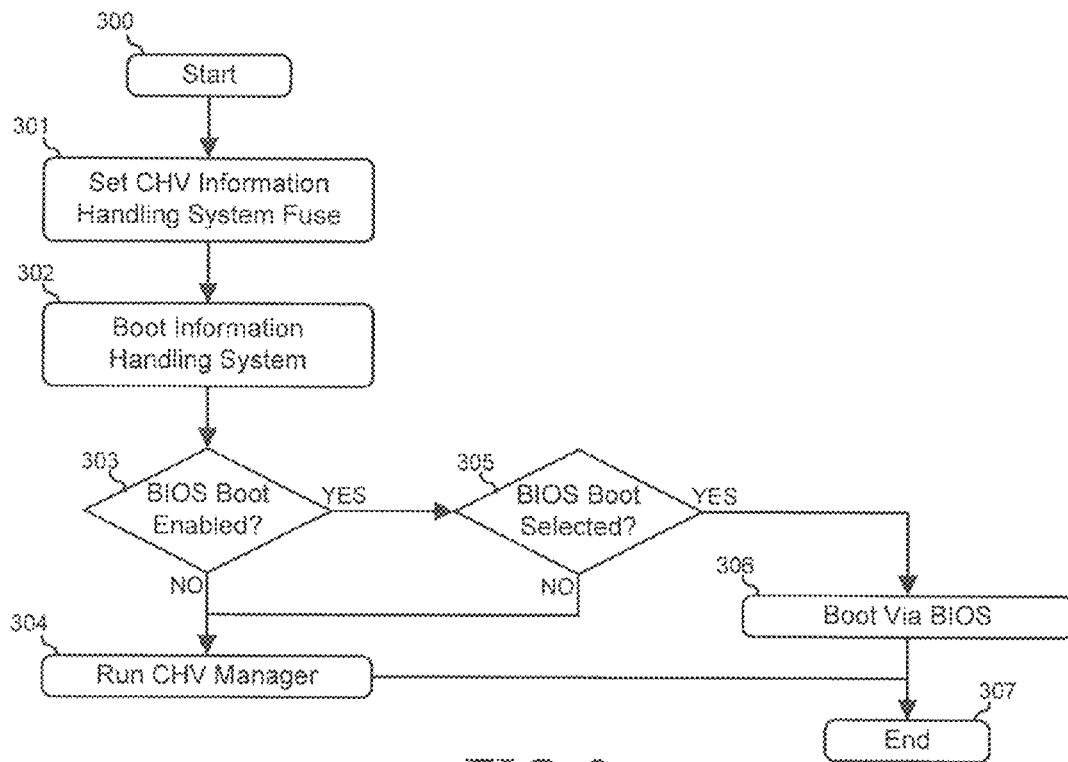 300
Start
301
Set CHV Information
Handling System Fuse
302
Boot Information
Handling System
303
BIOS Boot
Enabled?
YES
NO
305
BIOS Boot
Selected?
YES
NO
306
Boot Via BIOS
304
Run CHV Manager
307
End